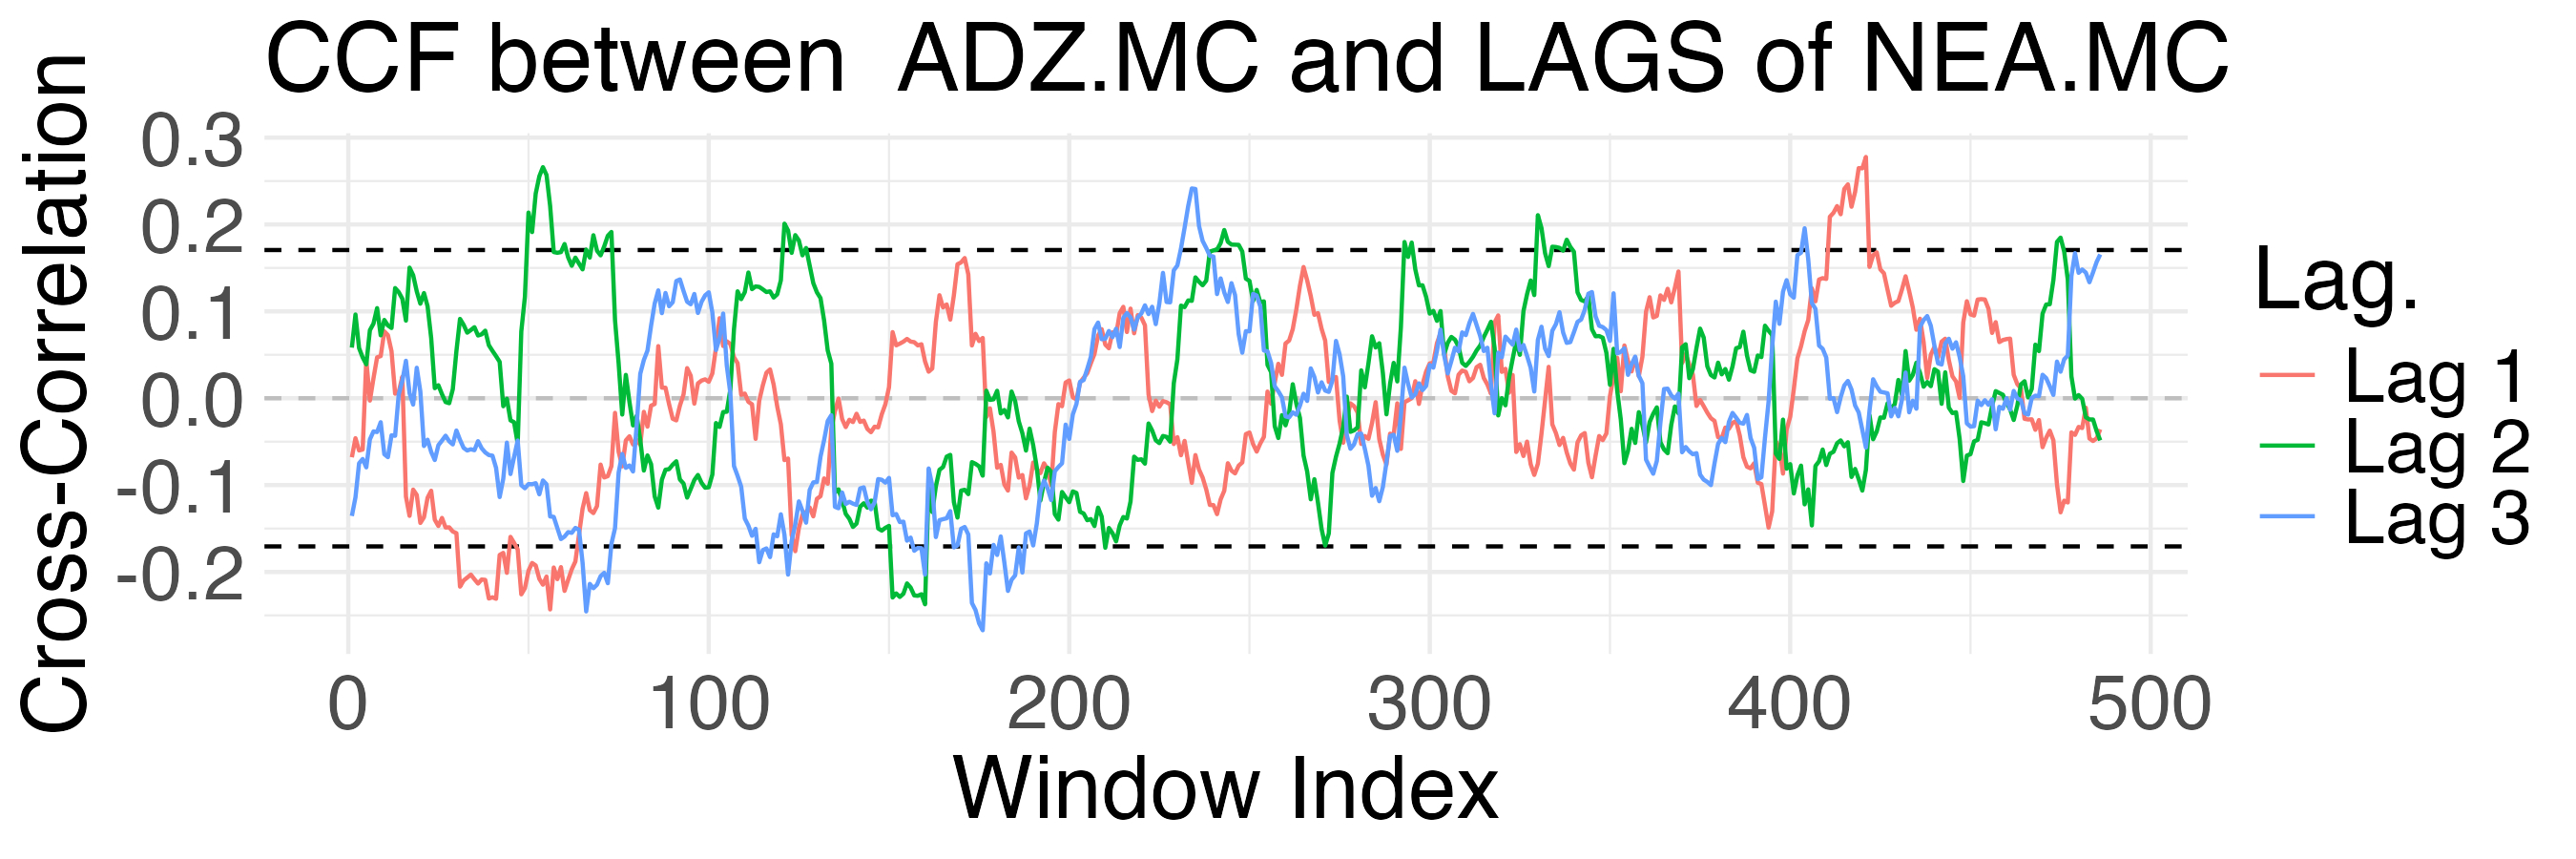 CCF between  ADZ.MC and LAGS of NEA.MC
Cross-Correlation
0.3
0.2
0.1
0.0
-0.1
-0.2
0 100 200 300 400 500
Window Index
Lag.
Lag 1
Lag 2
Lag 3